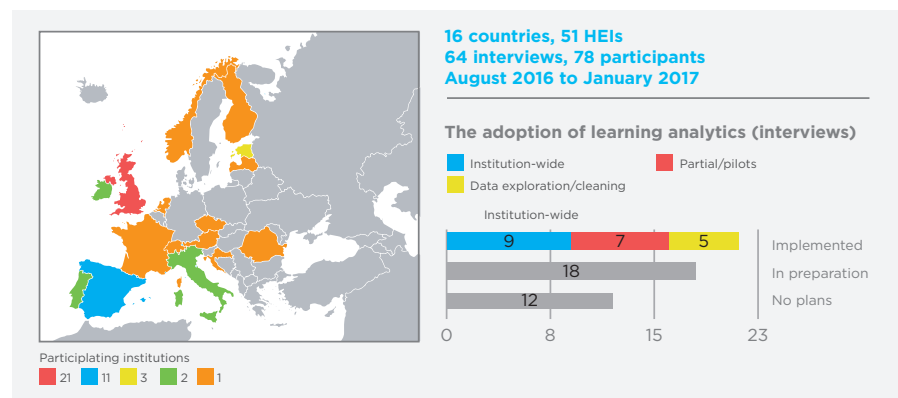 16 countries, 51 HEIs
64 interviews, 78 participants
August 2016 to January 2017
The adoption of learning analytics (interviews)
Institution-wide
Partial/pilots
Data exploration/cleaning
Institution-wide
9 7 5 Implemented
18 In preparation
12 No plans
0 8 15 23
Participlating institutions
21 11 3 2 1